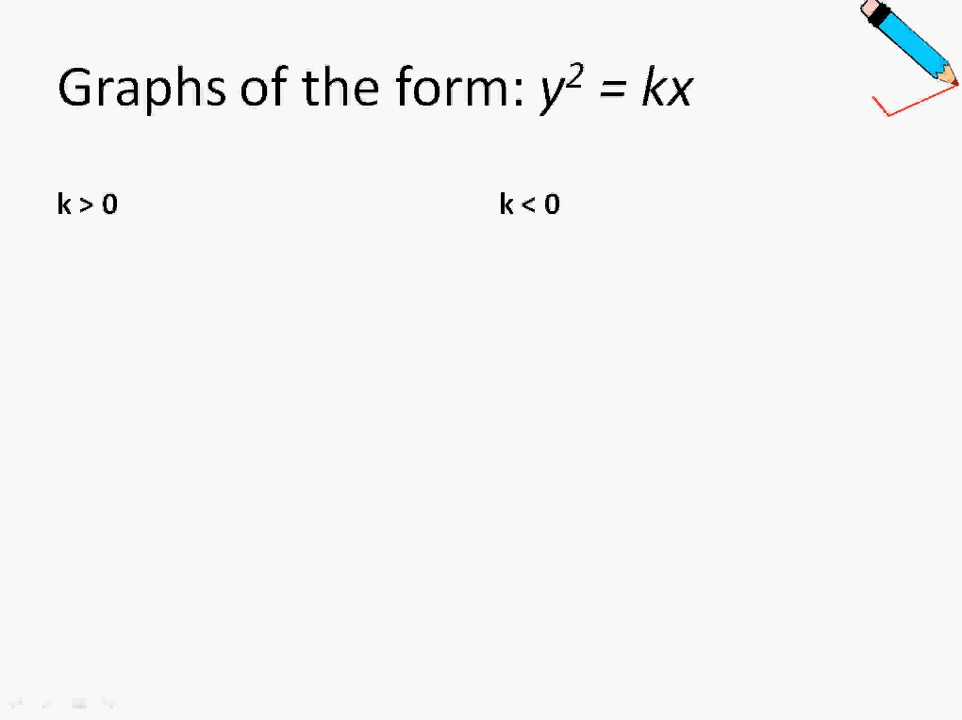 Graphs of the form: y² = kx
k > 0
k < 0